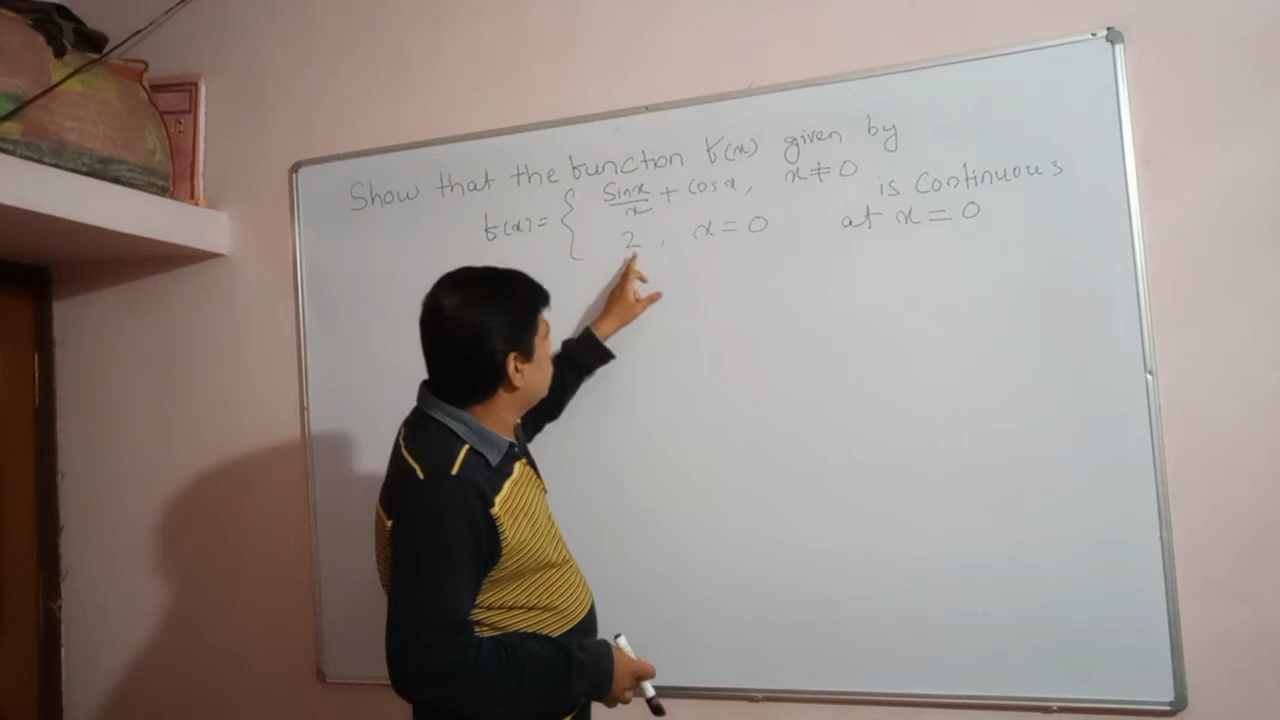 Show that the function f(x) given by
f(x) = { sinx/x + cosx, x ≠ 0 is Continuous
2, x = 0 at x = 0